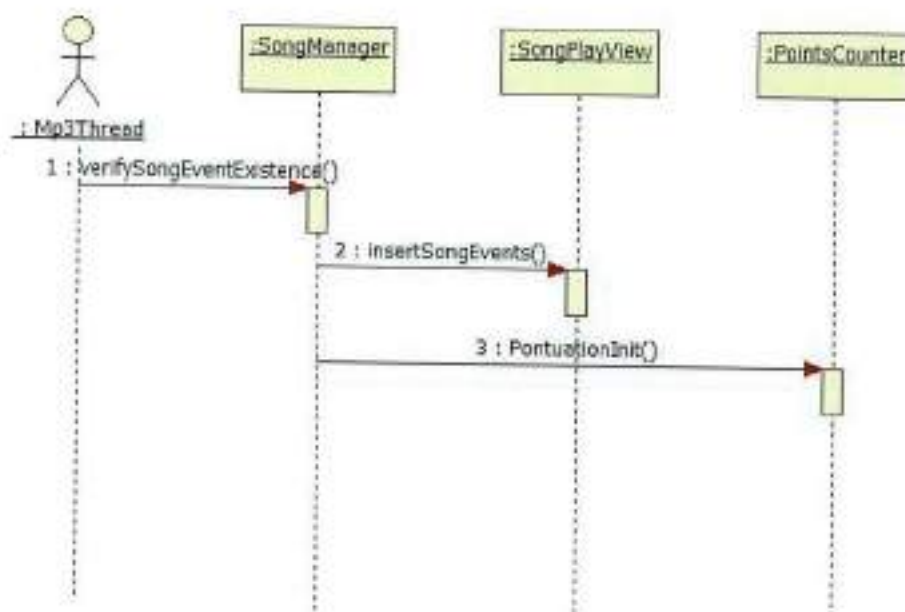 :SongManager
:SongPlayView
:PointsCounter
: Mp3Thread
1 : verifySongEventExistence()
2 : insertSongEvents()
3 : PontuationInit()